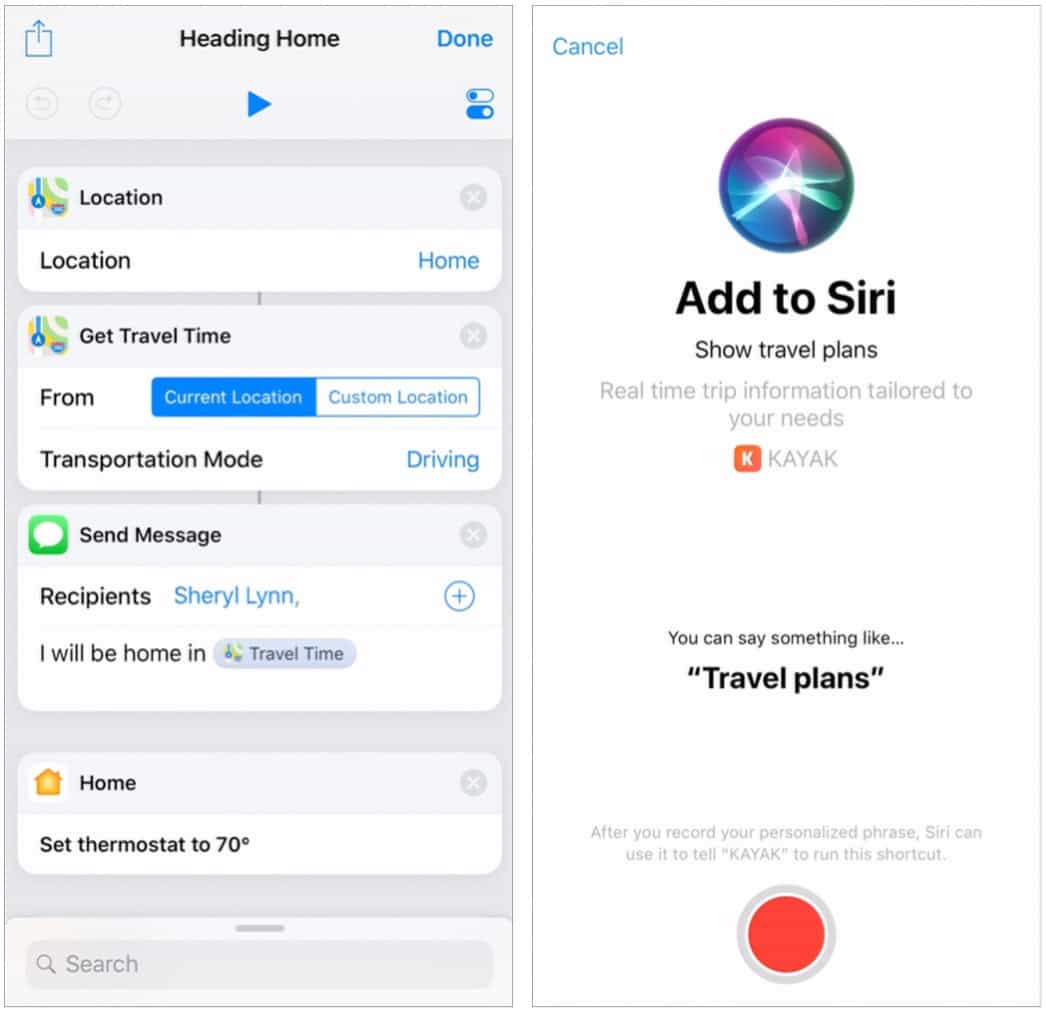 Heading Home
Done
Location
Location Home
Get Travel Time
From Current Location Custom Location
Transportation Mode Driving
Send Message
Recipients Sheryl Lynn,
I will be home in Travel Time
Home
Set thermostat to 70°
Search
Cancel
Add to Siri
Show travel plans
Real time trip information tailored to
your needs
K KAYAK
You can say something like...
“Travel plans”
After you record your personalized phrase, Siri can
use it to tell "KAYAK" to run this shortcut.